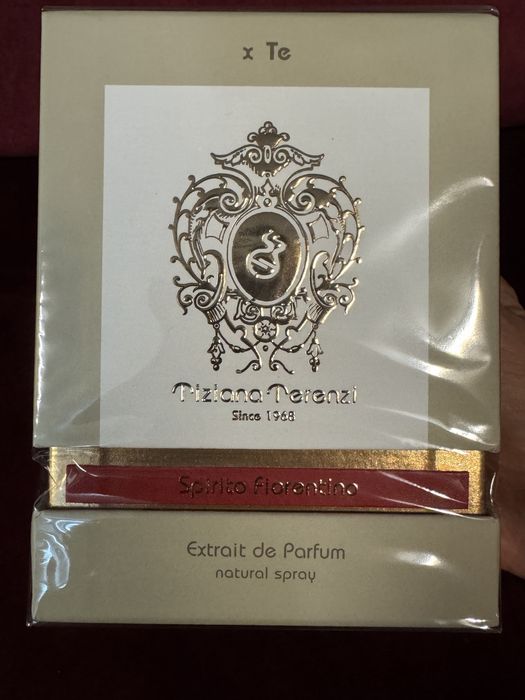 x Te
Tiziana Terenzi
Since 1968
Spirito Fiorentino
Extrait de Parfum
natural spray